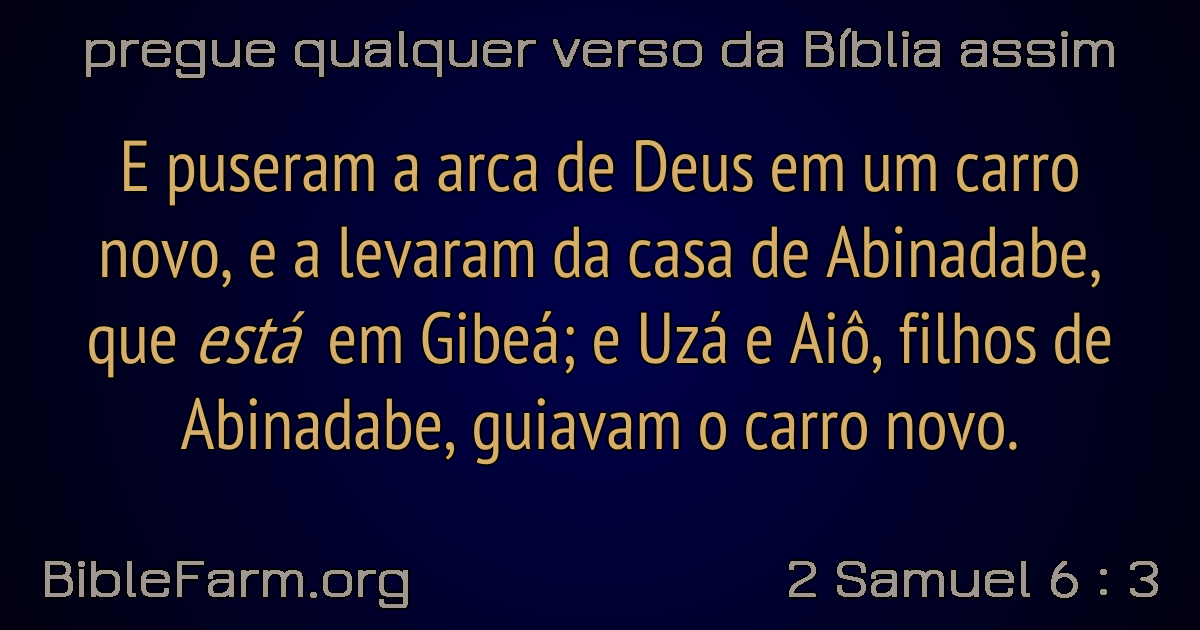 pregue qualquer verso da Bíblia assim
E puseram a arca de Deus em um carro
novo, e a levaram da casa de Abinadabe,
que está em Gibeá; e Uzá e Aiô, filhos de
Abinadabe, guiavam o carro novo.
BibleFarm.org
2 Samuel 6 : 3